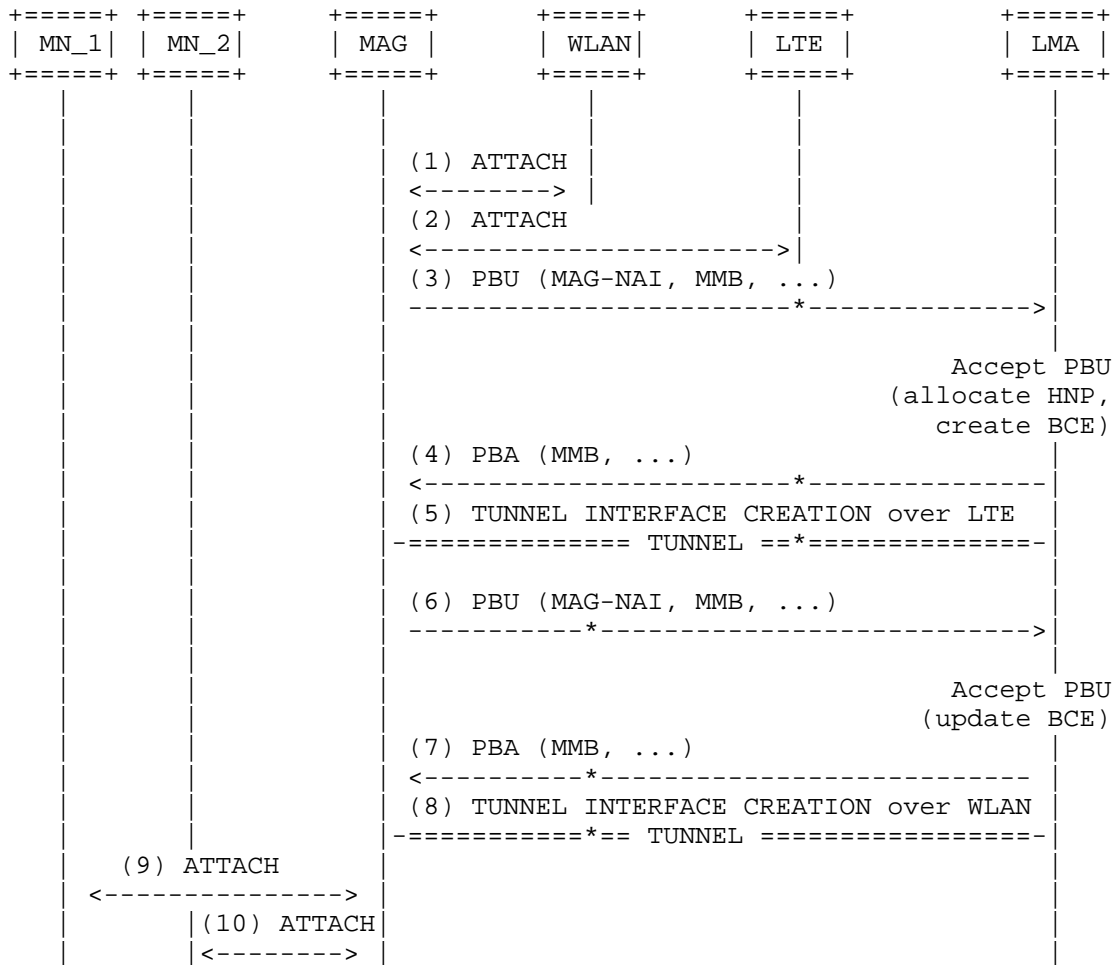 +=====+ +=====+     +=====+      +=====+      +=====+         +=====+
| MN_1| | MN_2|     | MAG |      | WLAN|      | LTE |         | LMA |
+=====+ +=====+     +=====+      +=====+      +=====+         +=====+
(1) ATTACH
<-------->
(2) ATTACH
<---------------------->
(3) PBU (MAG-NAI, MMB, ...)
------------------------*-------------->
Accept PBU
(allocate HNP,
create BCE)
(4) PBA (MMB, ...)
<-----------------------*---------------
(5) TUNNEL INTERFACE CREATION over LTE
-============== TUNNEL ==*==============-
(6) PBU (MAG-NAI, MMB, ...)
-----------*--------------------------->
Accept PBU
(update BCE)
(7) PBA (MMB, ...)
<----------*---------------------------
(8) TUNNEL INTERFACE CREATION over WLAN
-===========*== TUNNEL =================-
(9) ATTACH
<--------------->
(10) ATTACH
<-------->